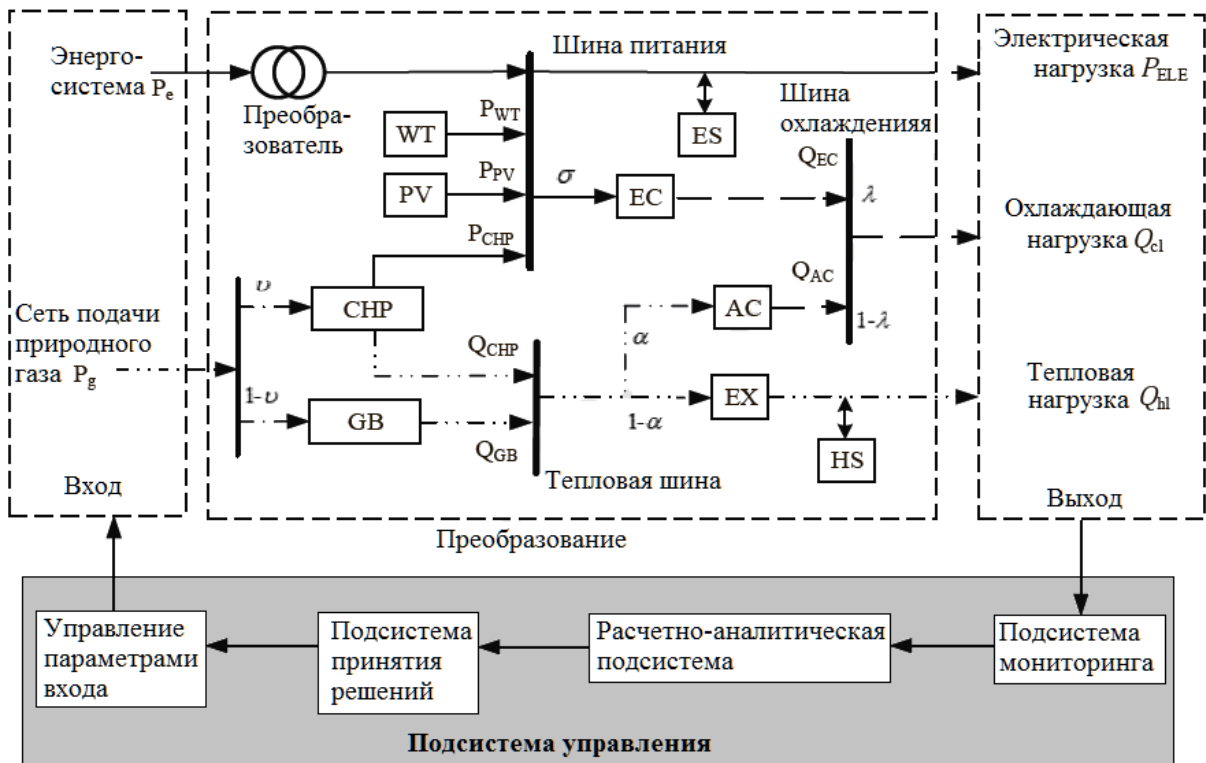 Энерго-
система Pe
Преобра-
зователь
Шина питания
Электрическая
нагрузка PELE
WT
PWT
ES
Шина
охлажденияя
QEC
PV
PPV
σ
EC
λ
PCHP
Охлаждающая
нагрузка Qcl
Сеть подачи
природного
газа Pg
υ
CHP
QCHP
α
QAC
AC
1-λ
1-υ
GB
QGB
1-α
EX
HS
Тепловая
нагрузка Qhl
Тепловая шина
Вход
Преобразование
Выход
Управление
параметрами
входа
Подсистема
принятия
решений
Расчетно-аналитическая
подсистема
Подсистема
мониторинга
Подсистема управления